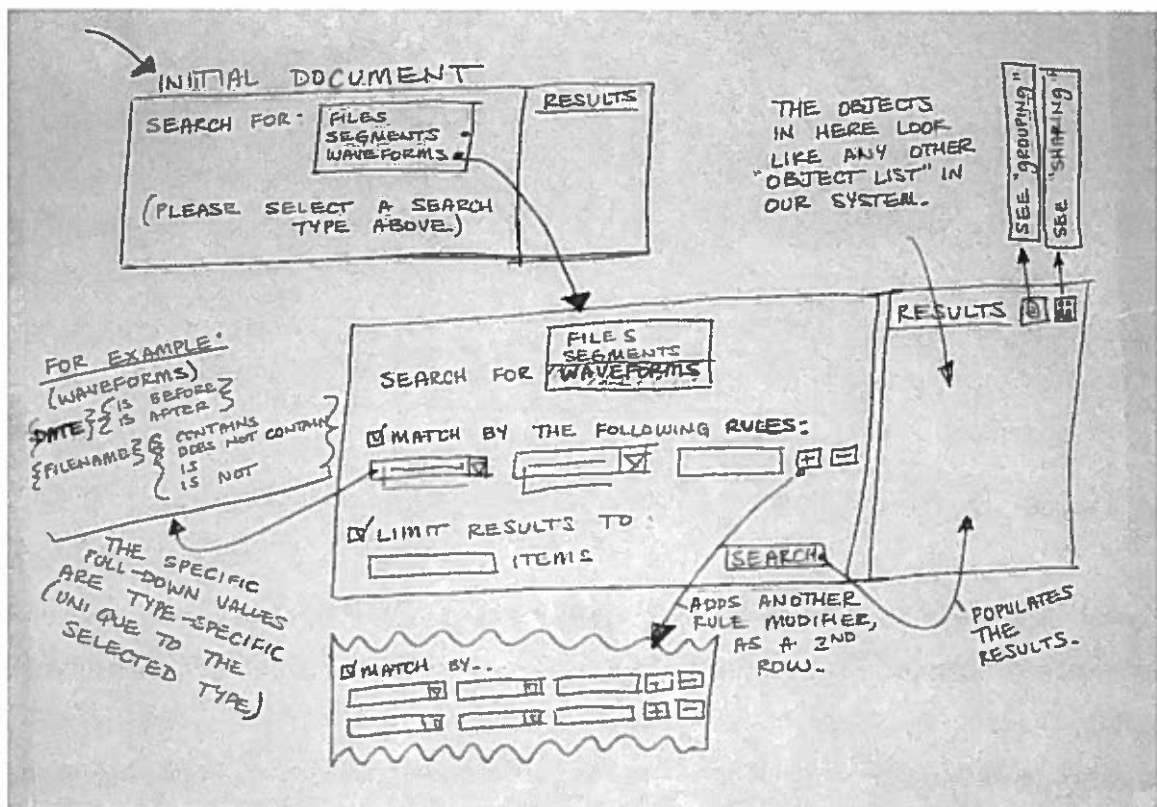 INITIAL DOCUMENT
SEARCH FOR:
FILES
SEGMENTS
WAVEFORMS
(PLEASE SELECT A SEARCH
TYPE ABOVE.)
RESULTS
THE OBJECTS
IN HERE LOOK
LIKE ANY OTHER
"OBJECT LIST" IN
OUR SYSTEM.
SEE "GROUPING"
SEE "SHARING"
FOR EXAMPLE:
(WAVEFORMS)
{DATE} {IS BEFORE
IS AFTER}
{FILENAME} {CONTAINS
DOES NOT CONTAIN
IS
IS NOT}
THE SPECIFIC
PULL-DOWN VALUES
ARE TYPE-SPECIFIC
(UNIQUE TO THE
SELECTED TYPE)
SEARCH FOR
FILES
SEGMENTS
WAVEFORMS
MATCH BY THE FOLLOWING RULES:
+ -
LIMIT RESULTS TO:
ITEMS
SEARCH
RESULTS
ADDS ANOTHER
RULE MODIFIER,
AS A 2ND
ROW..
POPULATES
THE
RESULTS.
MATCH BY..
+ -
+ -